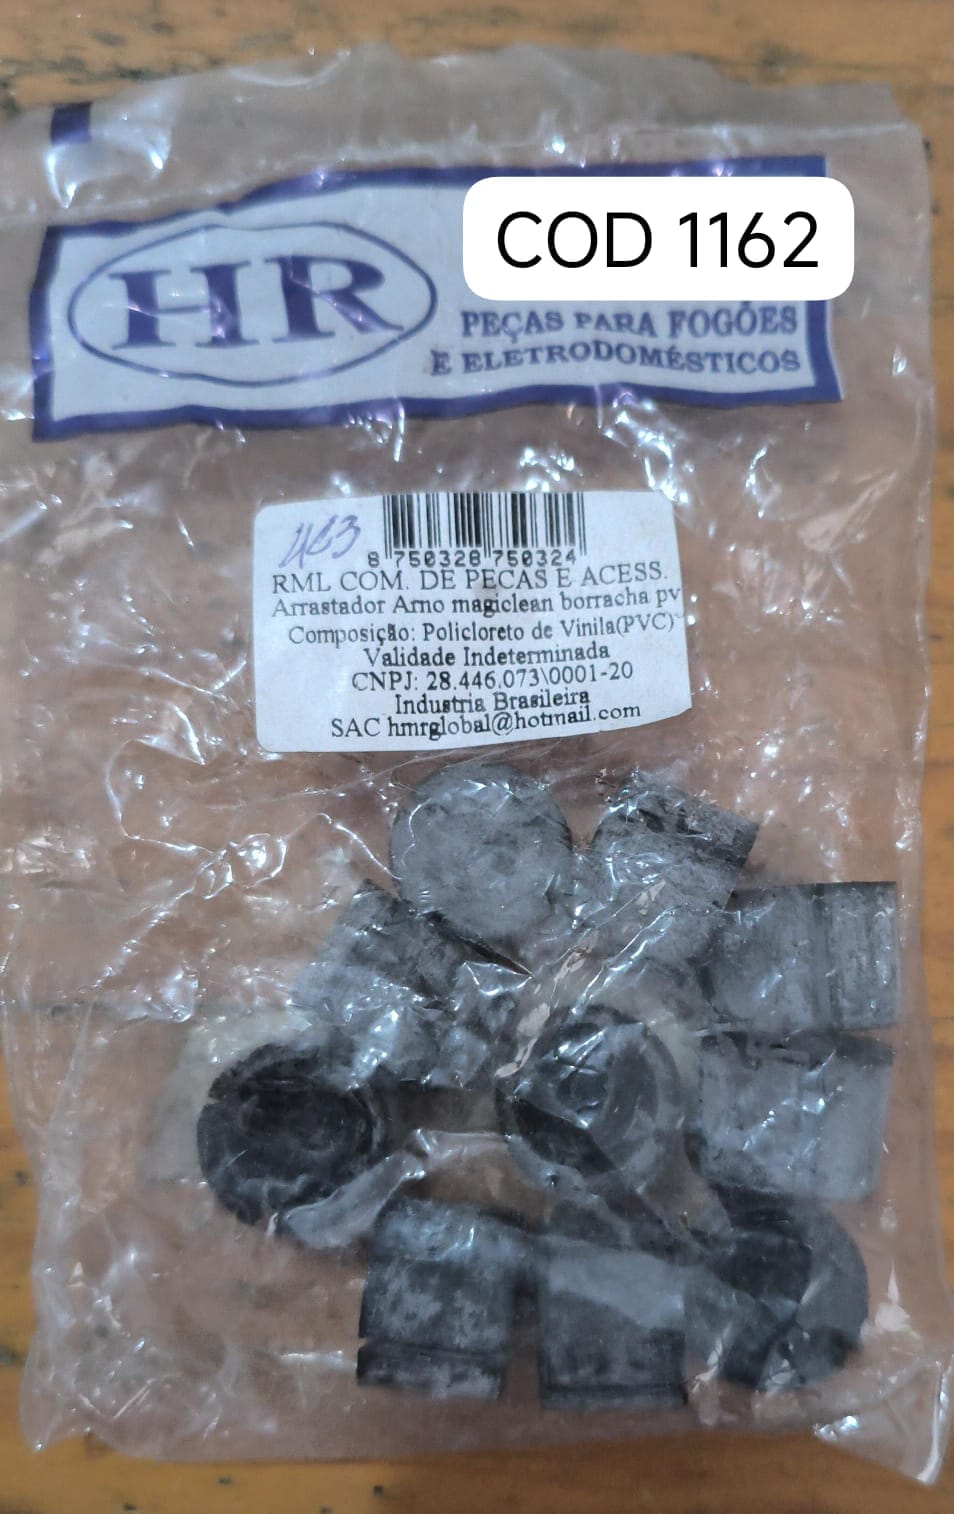 COD 1162
HR
PEÇAS PARA FOGÕES
E ELETRODOMÉSTICOS
463
8 750328 750324
RML COM. DE PECAS E ACESS.
Arrastador Arno magiclean borracha pv
Composição: Policloreto de Vinila(PVC)
Validade Indeterminada
CNPJ: 28.446.073\0001-20
Industria Brasileira
SAC hmrglobal@hotmail.com